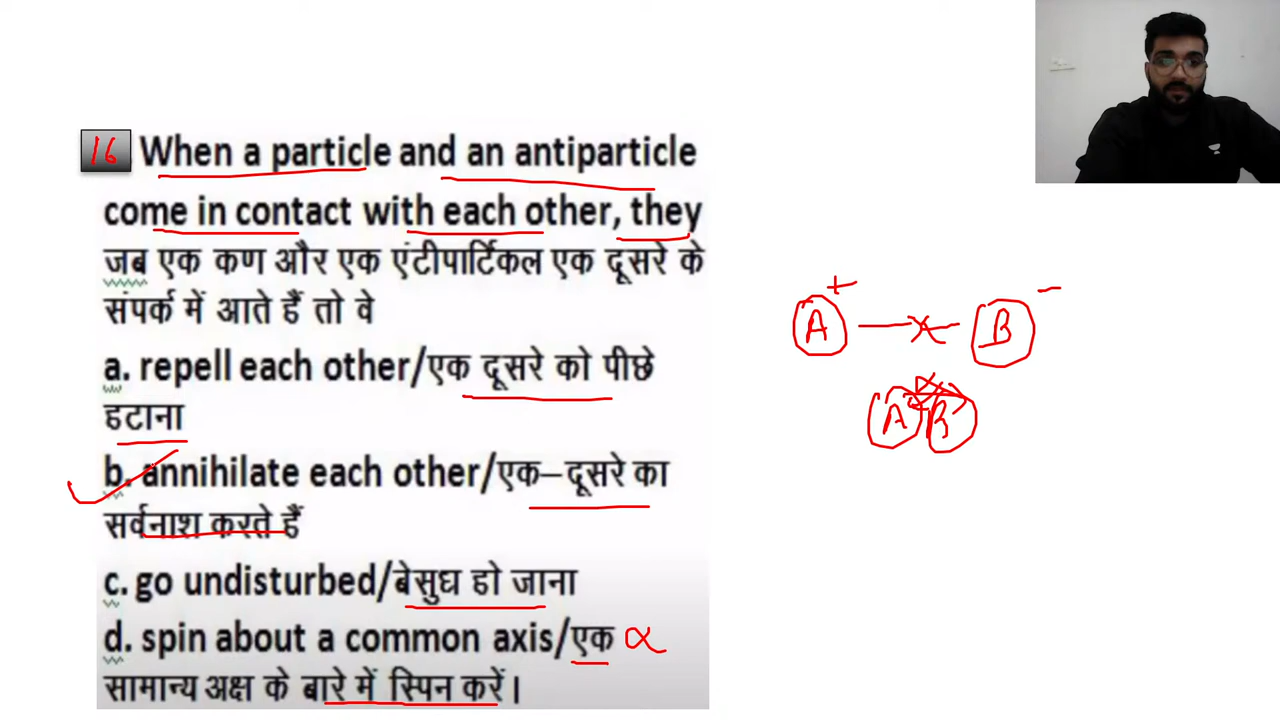 16 When a particle and an antiparticle
come in contact with each other, they
जब एक कण और एक एंटीपार्टिकल एक दूसरे के
संपर्क में आते हैं तो वे
a. repell each other/एक दूसरे को पीछे
हटाना
b. annihilate each other/एक–दूसरे का
सर्वनाश करते हैं
c. go undisturbed/बेसुध हो जाना
d. spin about a common axis/एक α
सामान्य अक्ष के बारे में स्पिन करें।
A + B -
A B